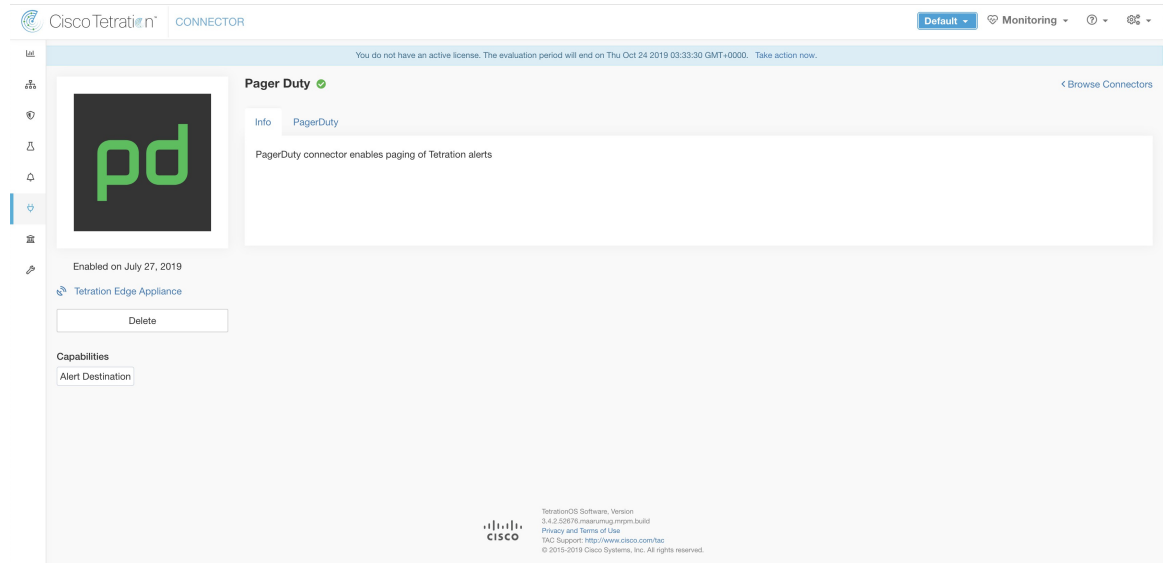 Cisco Tetration™ CONNECTOR Default Monitoring
You do not have an active license. The evaluation period will end on Thu Oct 24 2019 03:33:30 GMT+0000. Take action now.
Pager Duty
Browse Connectors
pd
Info PagerDuty
PagerDuty connector enables paging of Tetration alerts
Enabled on July 27, 2019
Tetration Edge Appliance
Delete
Capabilities
Alert Destination
CISCO
TetrationOS Software, Version
3.4.2.52676.maarumug.mrpm.build
Privacy and Terms of Use
TAC Support: http://www.cisco.com/tac
© 2015-2019 Cisco Systems, Inc. All rights reserved.